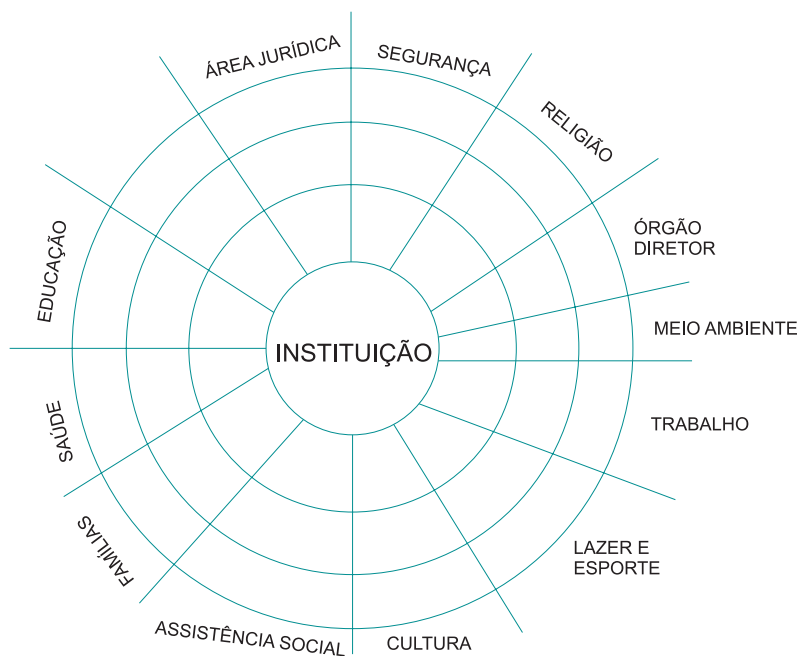 ÁREA JURÍDICA
SEGURANÇA
RELIGIÃO
ÓRGÃO
DIRETOR
MEIO AMBIENTE
TRABALHO
LAZER E
ESPORTE
CULTURA
ASSISTÊNCIA SOCIAL
FAMÍLIAS
SAÚDE
EDUCAÇÃO
INSTITUIÇÃO